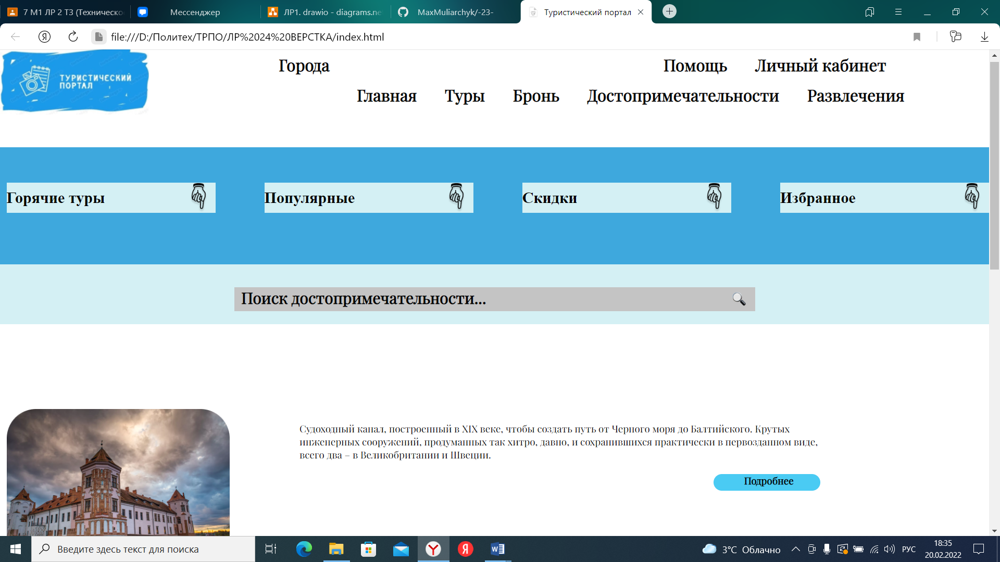 7 М1 ЛР 2 ТЗ (Техническо
Мессенджер
ЛР1. drawio - diagrams.ne
MaxMuliarchyk/-23-
Туристический портал
file:///D:/Политех/ТРПО/ЛР%2024%20ВЕРСТКА/index.html
ТУРИСТИЧЕСКИЙ
ПОРТАЛ
Города
Помощь
Личный кабинет
Главная
Туры
Бронь
Достопримечательности
Развлечения
Горячие туры
Популярные
Скидки
Избранное
Поиск достопримечательности...
Судоходный канал, построенный в XIX веке, чтобы создать путь от Черного моря до Балтийского. Крутых
инженерных сооружений, продуманных так хитро, давно, и сохранившихся практически в первозданном виде,
всего два – в Великобритании и Швеции.
Подробнее
Введите здесь текст для поиска
3°C Облачно
РУС
18:35
20.02.2022